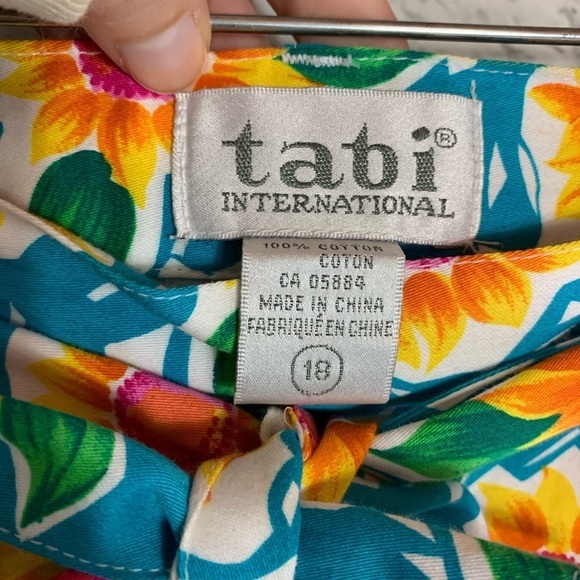 tabi®
INTERNATIONAL
100% COTTON
COTON
CA 05884
MADE IN CHINA
FABRIQUÉ EN CHINE
18